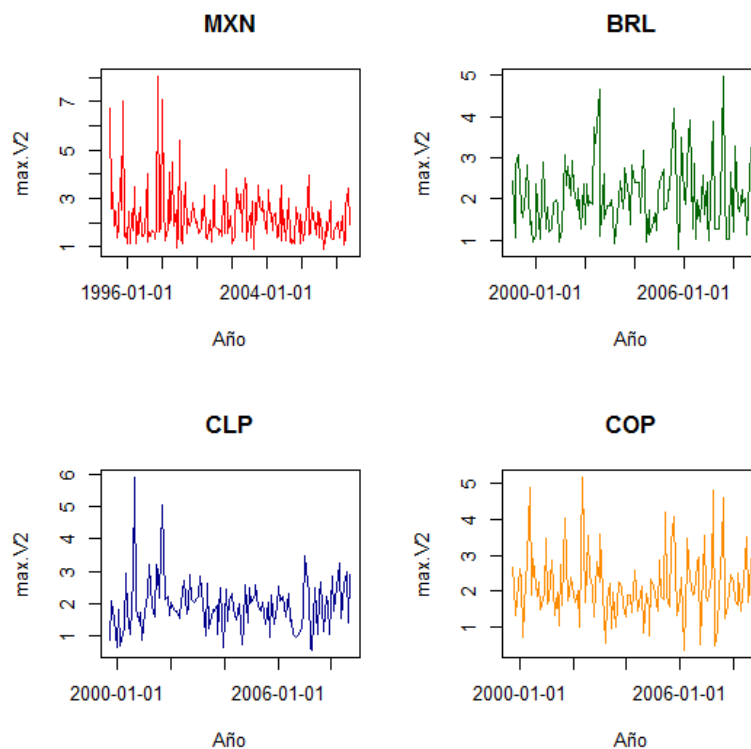 MXN
max.V2
1 3 5 7
1996-01-01 2004-01-01
Año
BRL
max.V2
1 2 3 4 5
2000-01-01 2006-01-01
Año
CLP
max.V2
1 2 3 4 5 6
2000-01-01 2006-01-01
Año
COP
max.V2
1 2 3 4 5
2000-01-01 2006-01-01
Año